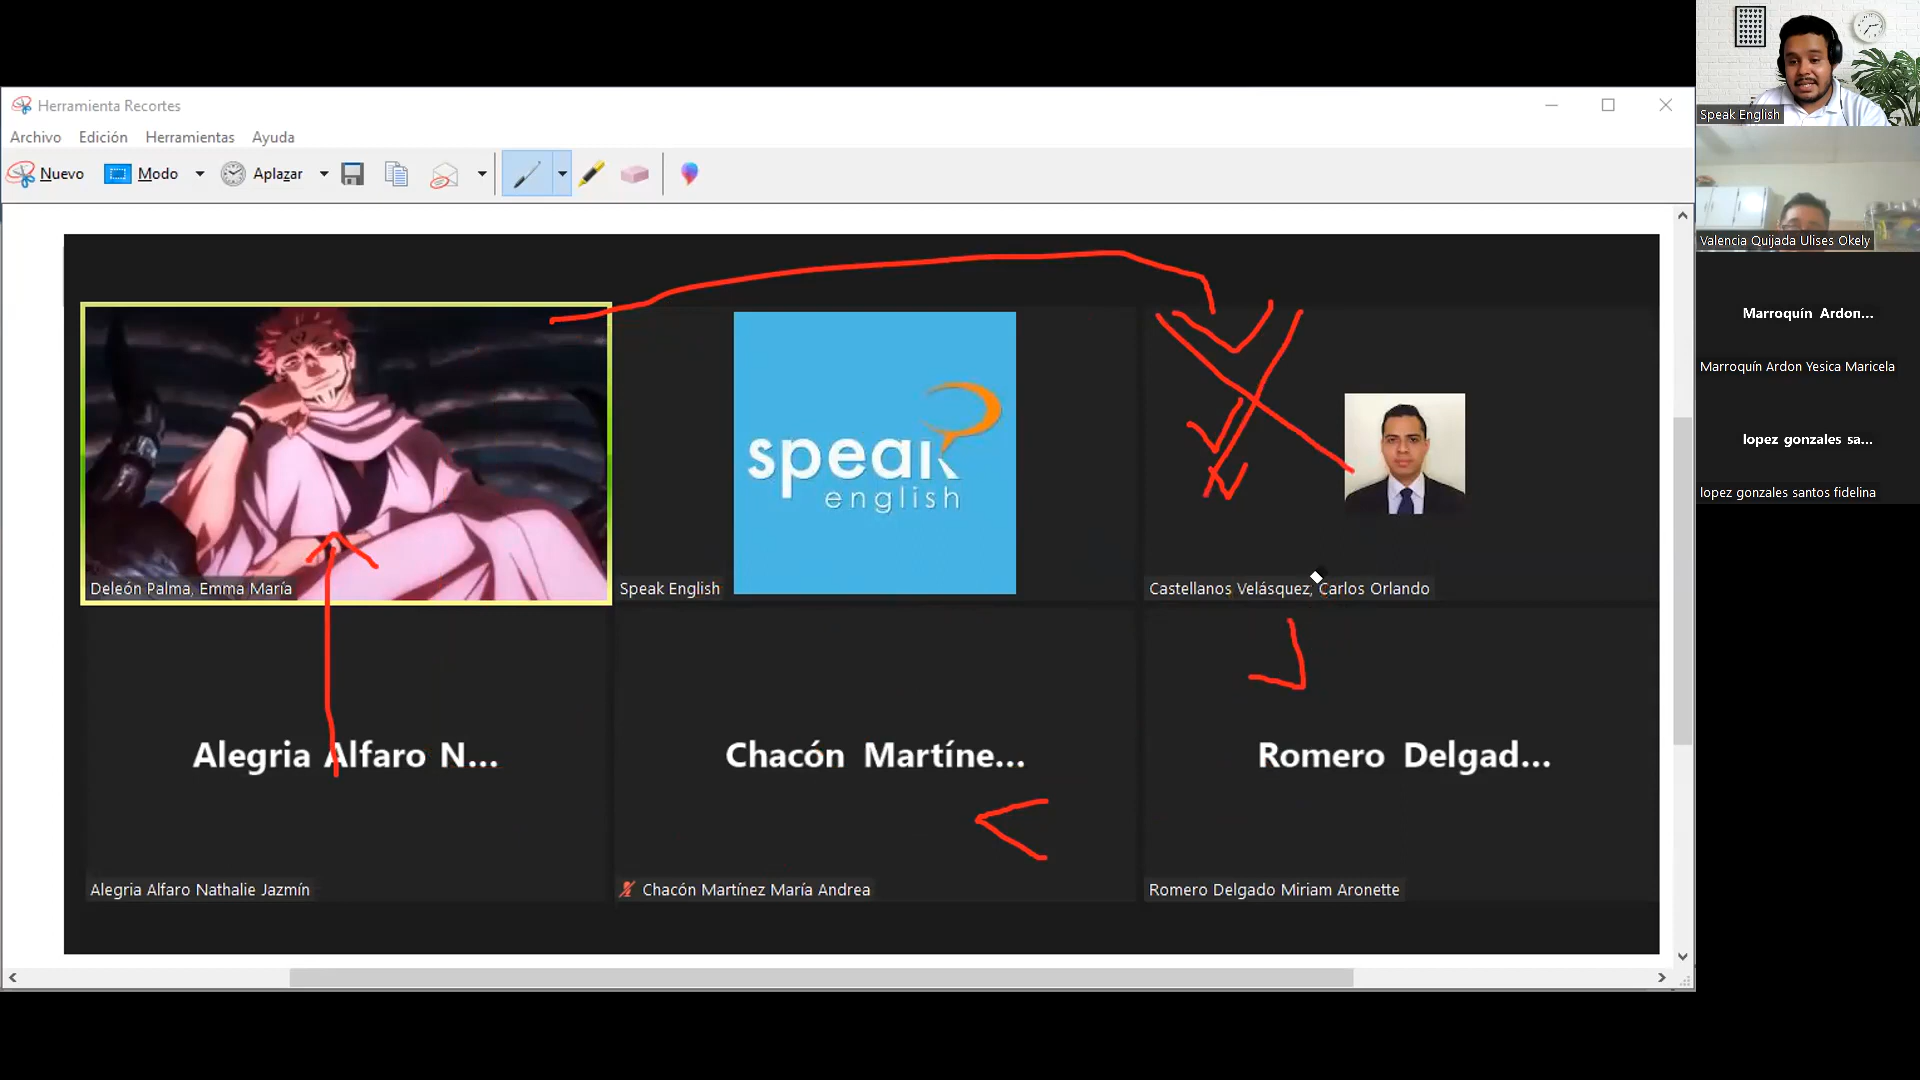 Herramienta Recortes
Archivo Edición Herramientas Ayuda
Nuevo Modo Aplazar
speak
english
Deleón Palma, Emma María
Speak English
Castellanos Velásquez, Carlos Orlando
Alegria Alfaro N...
Chacón Martíne...
Romero Delgad...
Alegria Alfaro Nathalie Jazmín
Chacón Martínez María Andrea
Romero Delgado Miriam Aronette
Speak English
Valencia Quijada Ulises Okely
Marroquín Ardon...
Marroquín Ardon Yesica Maricela
lopez gonzales sa...
lopez gonzales santos fidelina